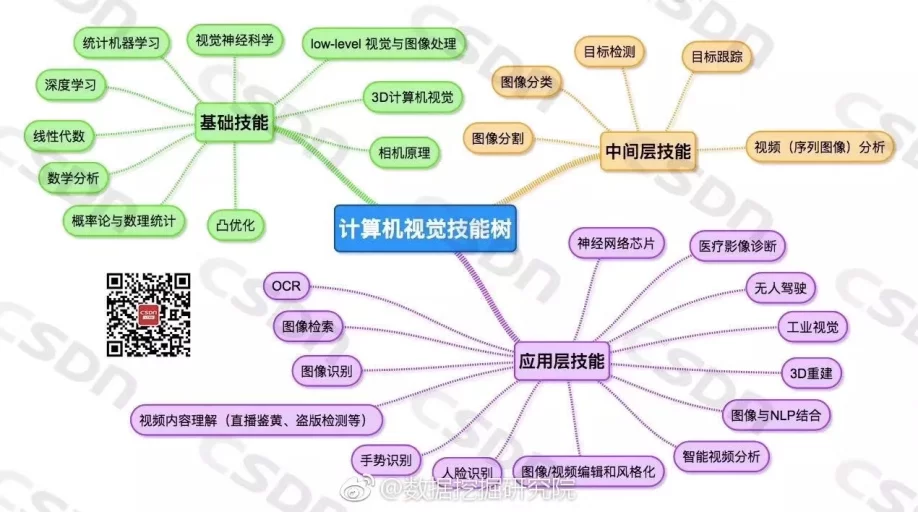 统计机器学习
视觉神经科学
low-level 视觉与图像处理
深度学习
3D计算机视觉
基础技能
线性代数
相机原理
数学分析
概率论与数理统计
凸优化
目标检测
目标跟踪
图像分类
图像分割
中间层技能
视频（序列图像）分析
计算机视觉技能树
神经网络芯片
医疗影像诊断
OCR
无人驾驶
图像检索
工业视觉
应用层技能
图像识别
3D重建
视频内容理解（直播鉴黄、盗版检测等）
图像与NLP结合
手势识别
人脸识别
图像/视频编辑和风格化
智能视频分析
@数据挖掘研究院
CSDN
CSDN
CSDN
CSDN
CSDN
CSDN
CSDN
CSDN